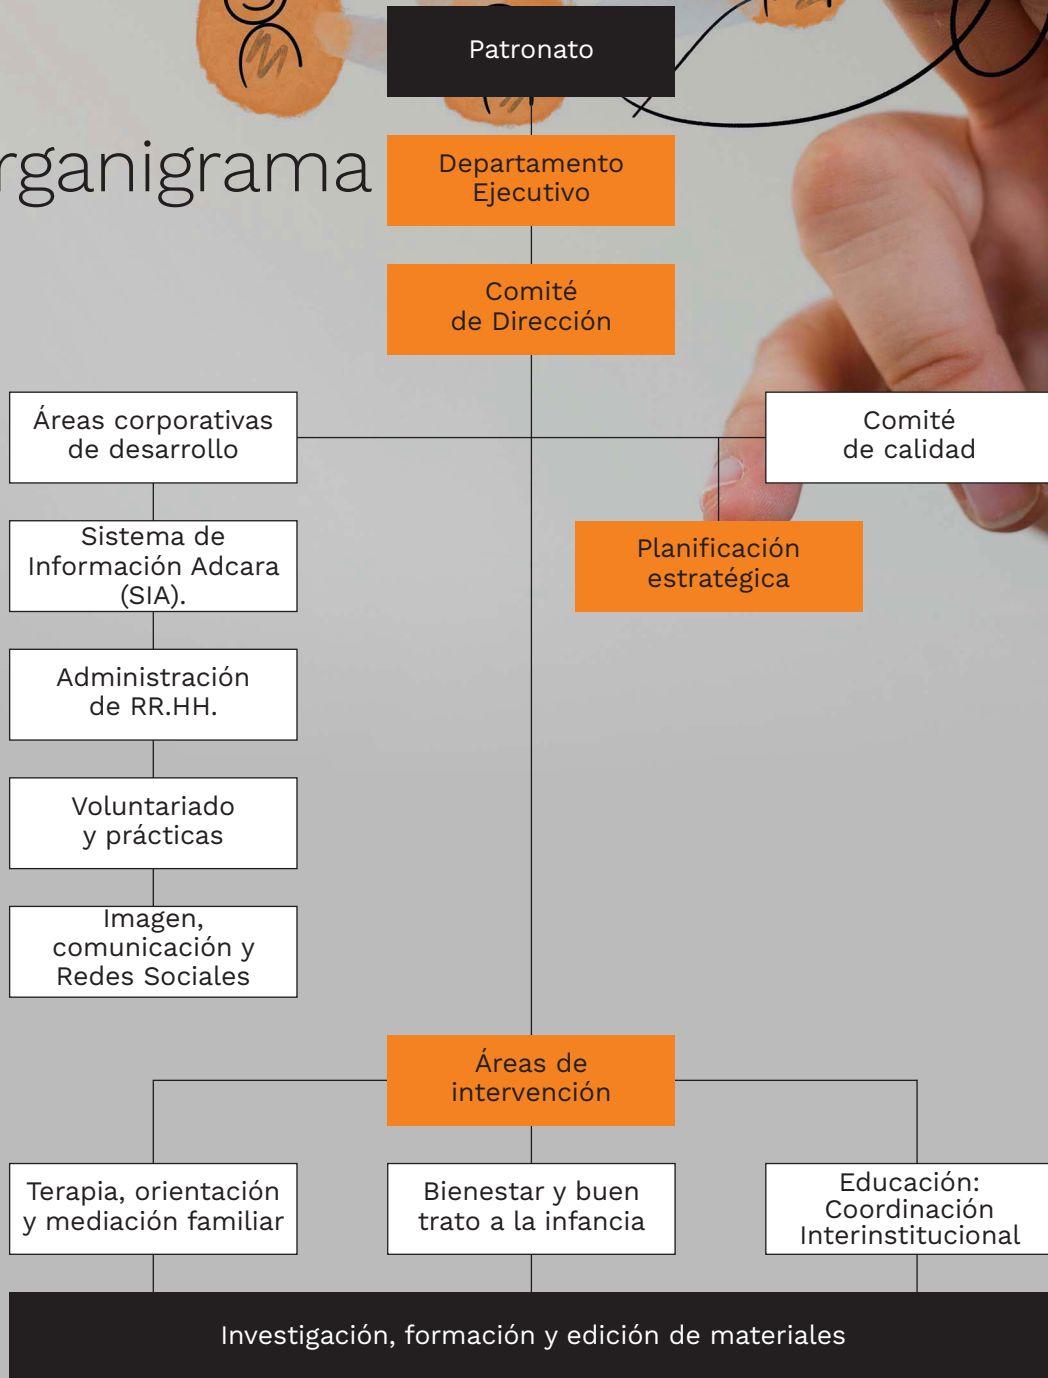 Patronato
rganigrama
Departamento
Ejecutivo
Comité
de Dirección
Áreas corporativas
de desarrollo
Comité
de calidad
Sistema de
Información Adcara
(SIA).
Planificación
estratégica
Administración
de RR.HH.
Voluntariado
y prácticas
Imagen,
comunicación y
Redes Sociales
Áreas de
intervención
Terapia, orientación
y mediación familiar
Bienestar y buen
trato a la infancia
Educación:
Coordinación
Interinstitucional
Investigación, formación y edición de materiales